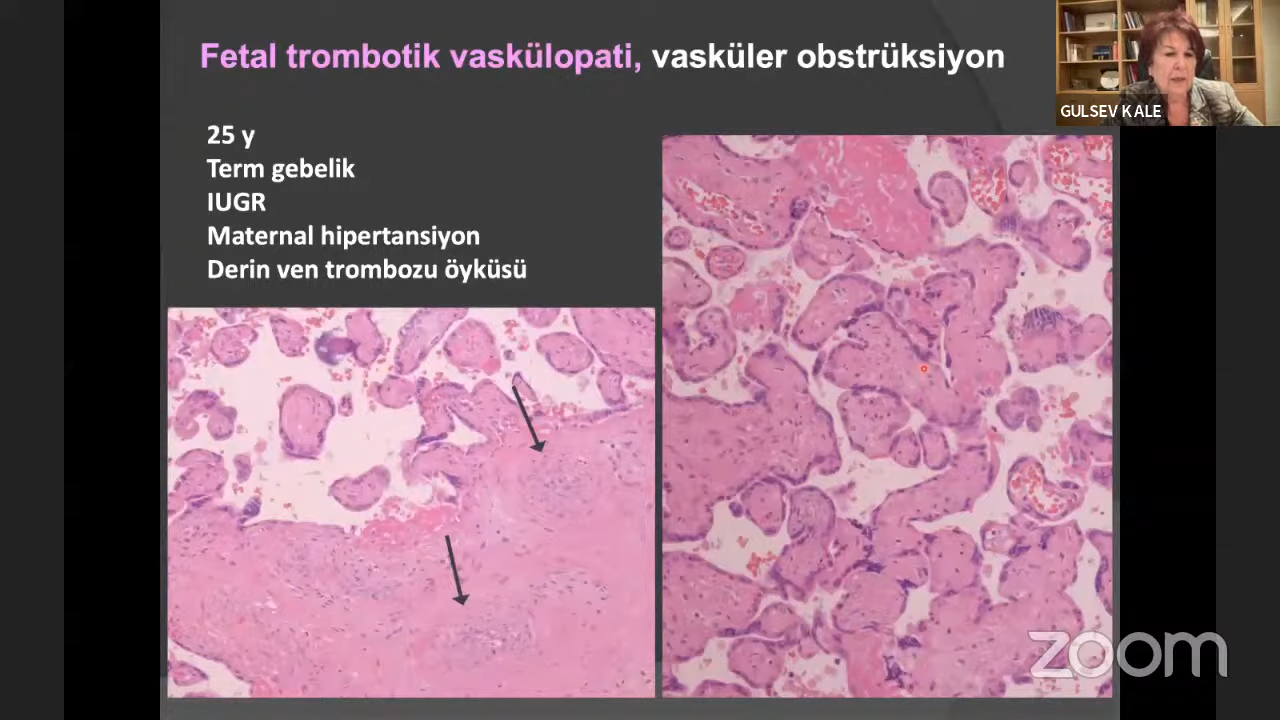 Fetal trombotik vaskülopati, vasküler obstrüksiyon
GULSEV KALE
25 y
Term gebelik
IUGR
Maternal hipertansiyon
Derin ven trombozu öyküsü
zoom